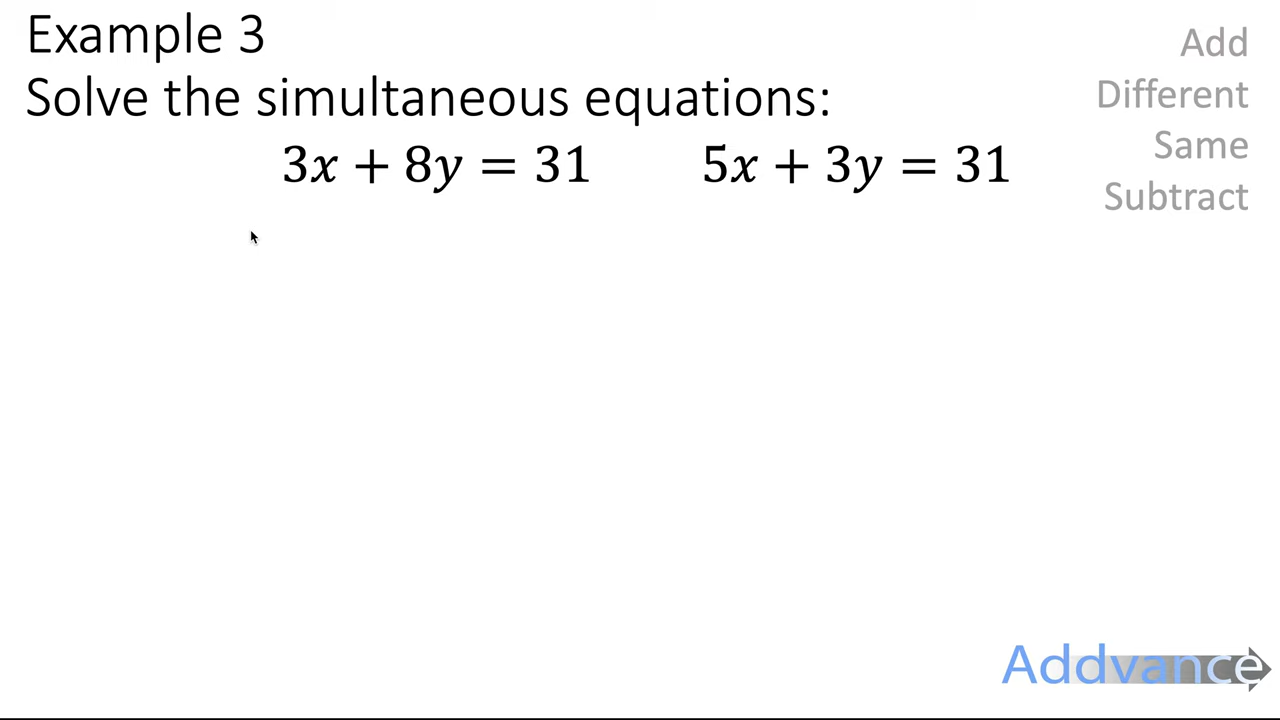 Example 3
Solve the simultaneous equations:
3x + 8y = 31 5x + 3y = 31
Add
Different
Same
Subtract
Addvance